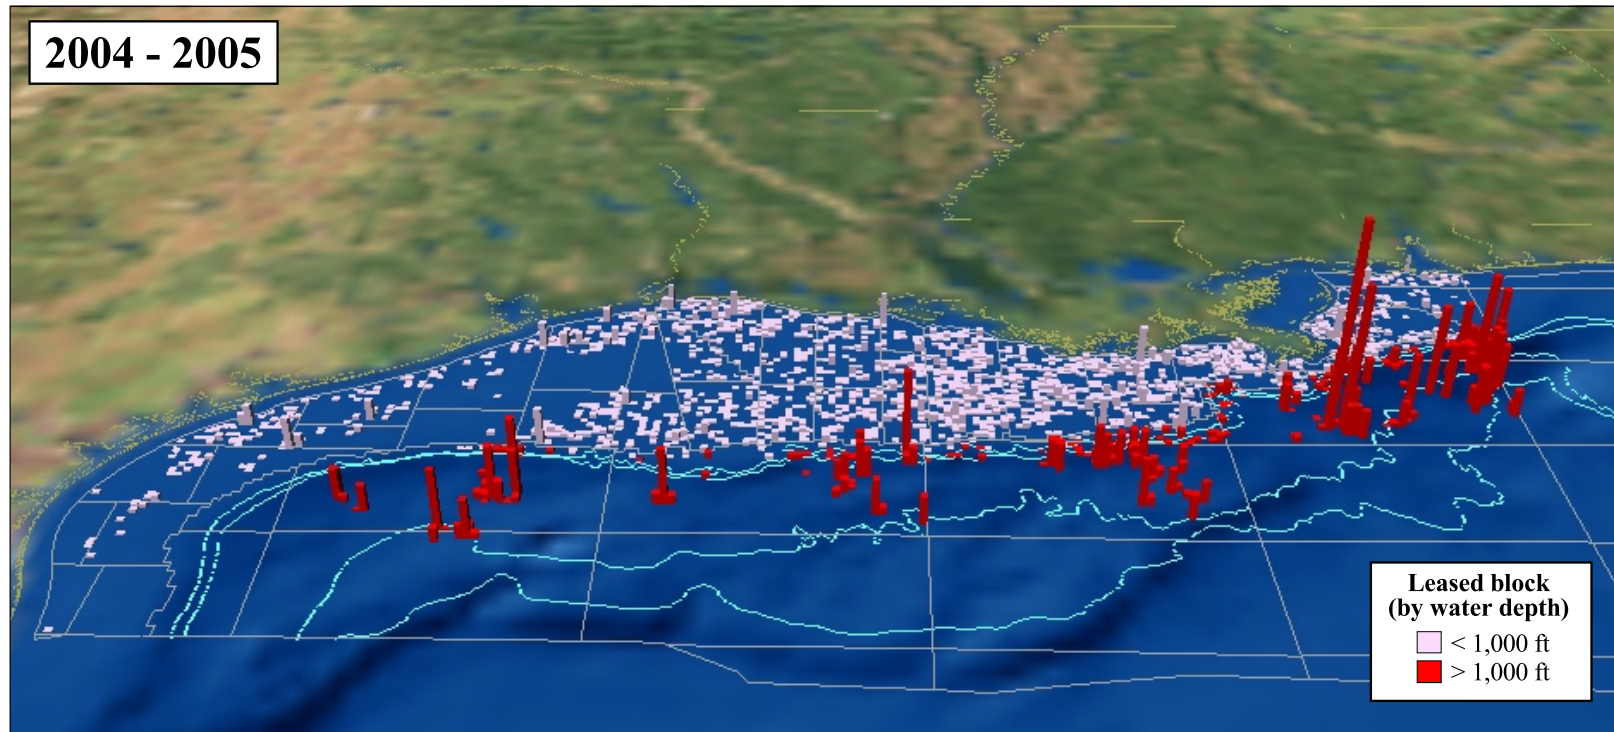 2004 - 2005
Leased block
(by water depth)
< 1,000 ft
> 1,000 ft